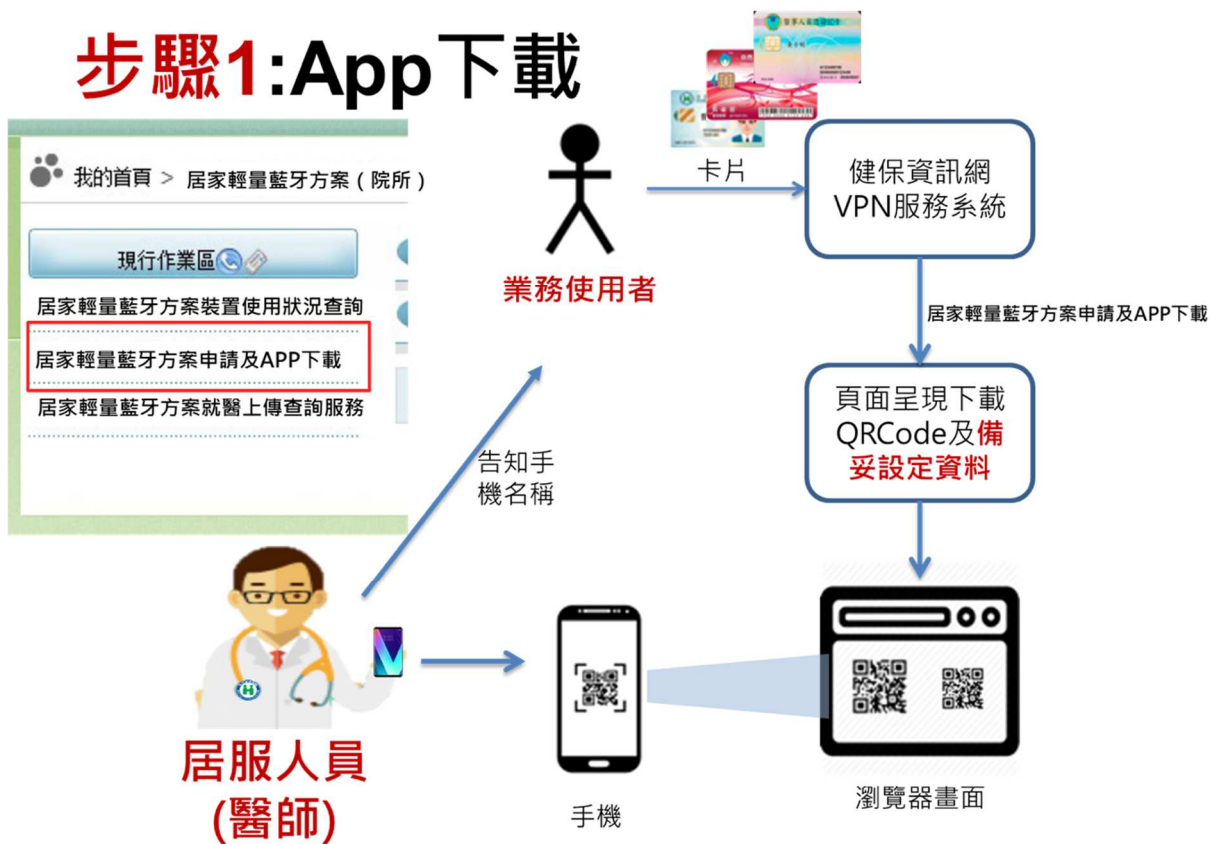 步驟1:App下載
我的首頁 > 居家輕量藍牙方案(院所)
現行作業區
居家輕量藍牙方案裝置使用狀況查詢
居家輕量藍牙方案申請及APP下載
居家輕量藍牙方案就醫上傳查詢服務
業務使用者
卡片
健保資訊網
VPN服務系統
居家輕量藍牙方案申請及APP下載
頁面呈現下載
QRCode及備
妥設定資料
告知手
機名稱
居服人員
(醫師)
手機
瀏覽器畫面